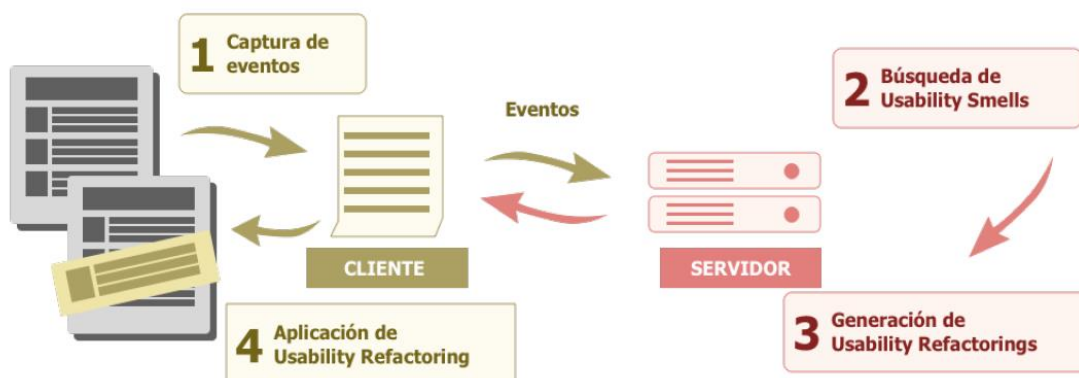 1 Captura de
eventos
Eventos
2 Búsqueda de
Usability Smells
CLIENTE
SERVIDOR
3 Generación de
Usability Refactorings
4 Aplicación de
Usability Refactoring